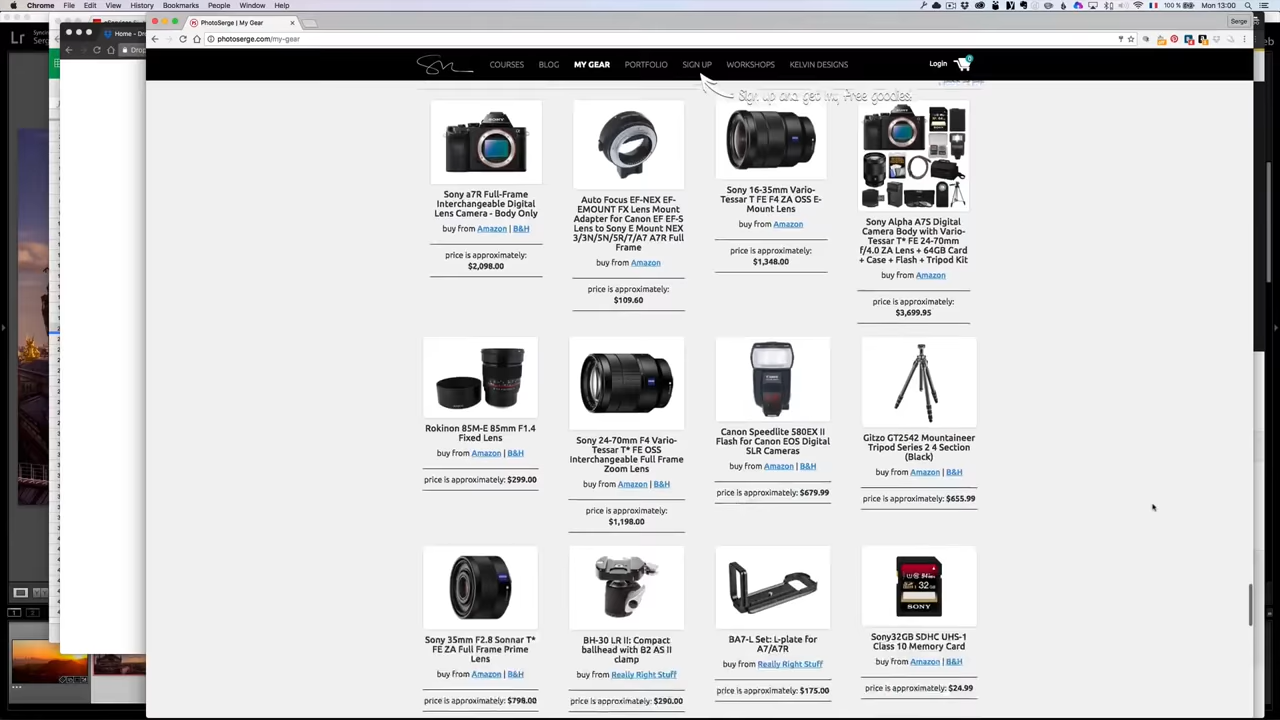 Chrome File Edit View History Bookmarks People Window Help
100 % Mon 13:00
PhotoSerge | My Gear
Serge
Lr
Home - Dro
photoserge.com/my-gear
COURSES BLOG MY GEAR PORTFOLIO SIGN UP WORKSHOPS KELVIN DESIGNS Login 0
Sign up and get my Free goodies!
Sony a7R Full-Frame
Interchangeable Digital
Lens Camera - Body Only
buy from Amazon | B&H
price is approximately:
$2,098.00
Auto Focus EF-NEX EF-
EMOUNT FX Lens Mount
Adapter for Canon EF EF-S
Lens to Sony E Mount NEX
3/3N/5N/5R/7/A7 A7R Full
Frame
buy from Amazon
price is approximately:
$109.60
Sony 16-35mm Vario-
Tessar T FE F4 ZA OSS E-
Mount Lens
buy from Amazon
price is approximately:
$1,348.00
Sony Alpha A7S Digital
Camera Body with Vario-
Tessar T* FE 24-70mm
f/4.0 ZA Lens + 64GB Card
+ Case + Flash + Tripod Kit
buy from Amazon
price is approximately:
$3,699.95
Rokinon 85M-E 85mm F1.4
Fixed Lens
buy from Amazon | B&H
price is approximately: $299.00
Sony 24-70mm F4 Vario-
Tessar T* FE OSS
Interchangeable Full Frame
Zoom Lens
buy from Amazon | B&H
price is approximately:
$1,198.00
Canon Speedlite 580EX II
Flash for Canon EOS Digital
SLR Cameras
buy from Amazon | B&H
price is approximately: $679.99
Gitzo GT2542 Mountaineer
Tripod Series 2 4 Section
(Black)
buy from Amazon | B&H
price is approximately: $655.99
Sony 35mm F2.8 Sonnar T*
FE ZA Full Frame Prime
Lens
buy from Amazon | B&H
price is approximately: $798.00
BH-30 LR II: Compact
ballhead with B2 AS II
clamp
buy from Really Right Stuff
price is approximately: $290.00
BA7-L Set: L-plate for
A7/A7R
buy from Really Right Stuff
price is approximately: $175.00
32GB
SONY
Sony32GB SDHC UHS-1
Class 10 Memory Card
buy from Amazon | B&H
price is approximately: $24.99